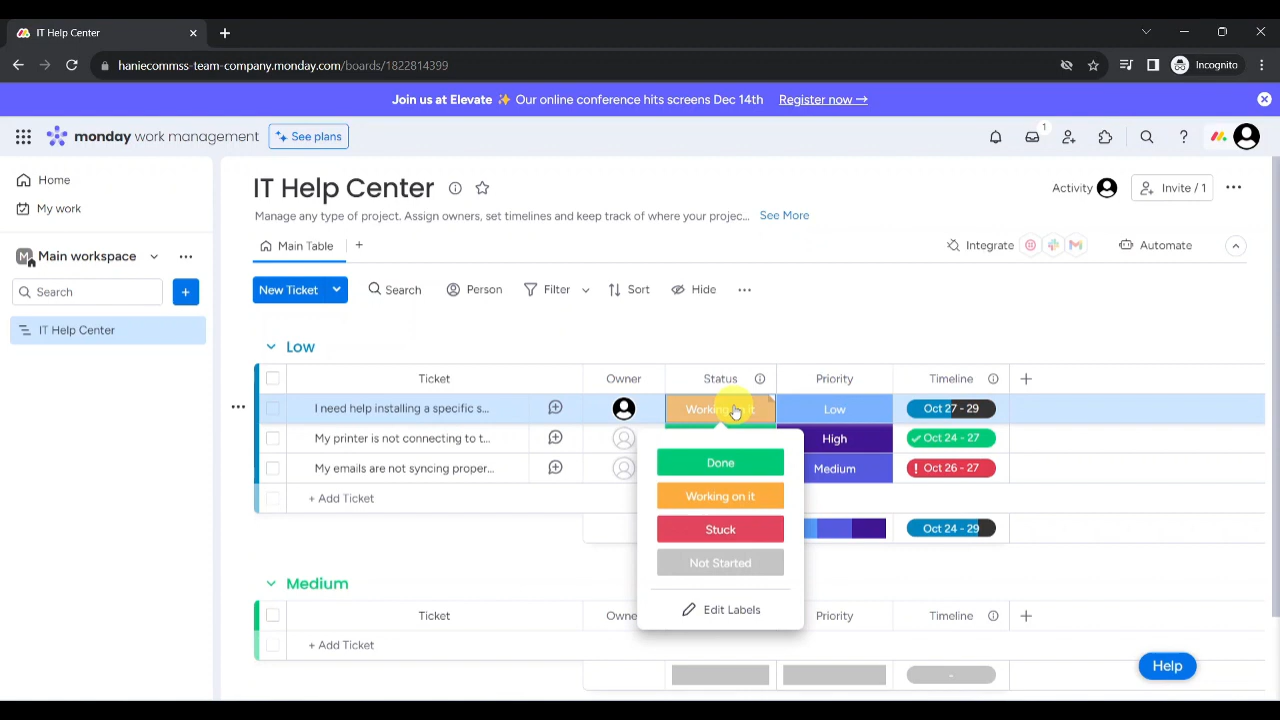 IT Help Center
haniecommss-team-company.monday.com/boards/1822814399
Incognito
Join us at Elevate ✨ Our online conference hits screens Dec 14th Register now →
monday work management
See plans
1
Home
My work
M
Main workspace
Search
+
IT Help Center
IT Help Center
Activity
Invite / 1
Manage any type of project. Assign owners, set timelines and keep track of where your projec... See More
Main Table
+
Integrate
Automate
New Ticket
Search
Person
Filter
Sort
Hide
Low
Ticket Owner Status Priority Timeline +
I need help installing a specific s... Working on it Low Oct 27 - 29
My printer is not connecting to t... High Oct 24 - 27
My emails are not syncing proper... Medium ! Oct 26 - 27
+ Add Ticket
Oct 24 - 29
Done
Working on it
Stuck
Not Started
Edit Labels
Medium
Ticket Owne Priority Timeline +
+ Add Ticket
-
Help